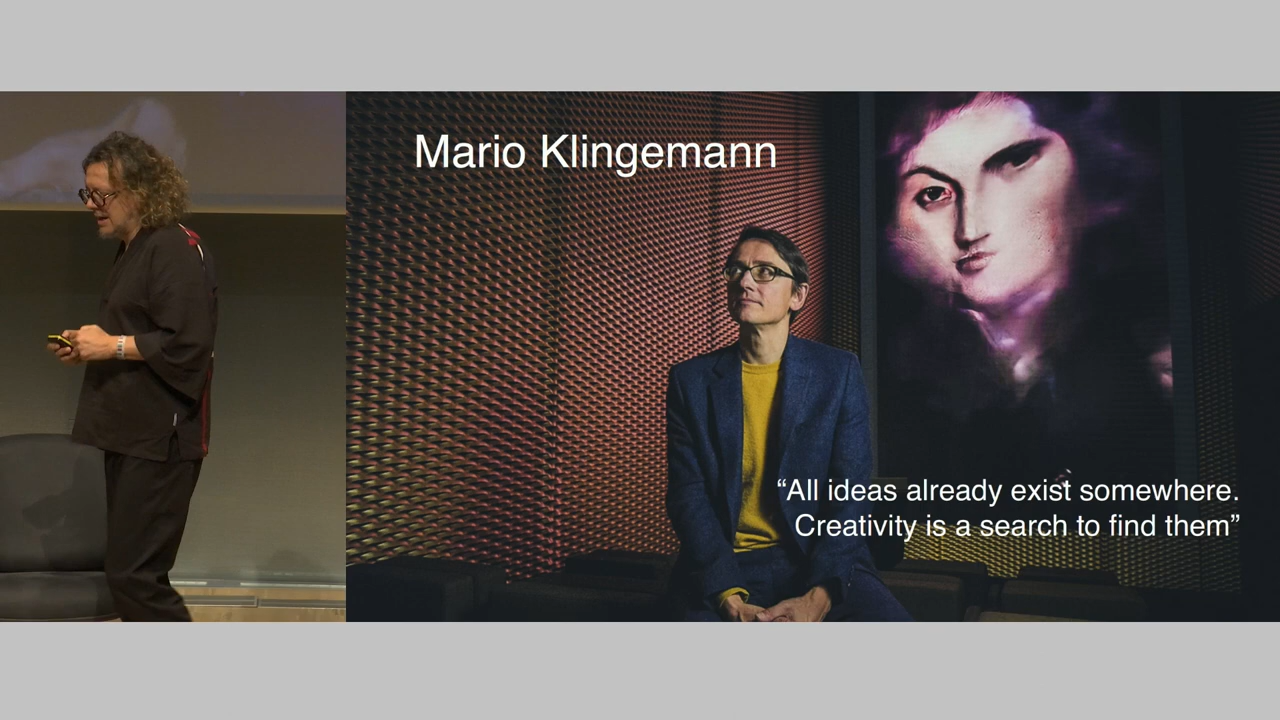 Mario Klingemann
“All ideas already exist somewhere.
Creativity is a search to find them”